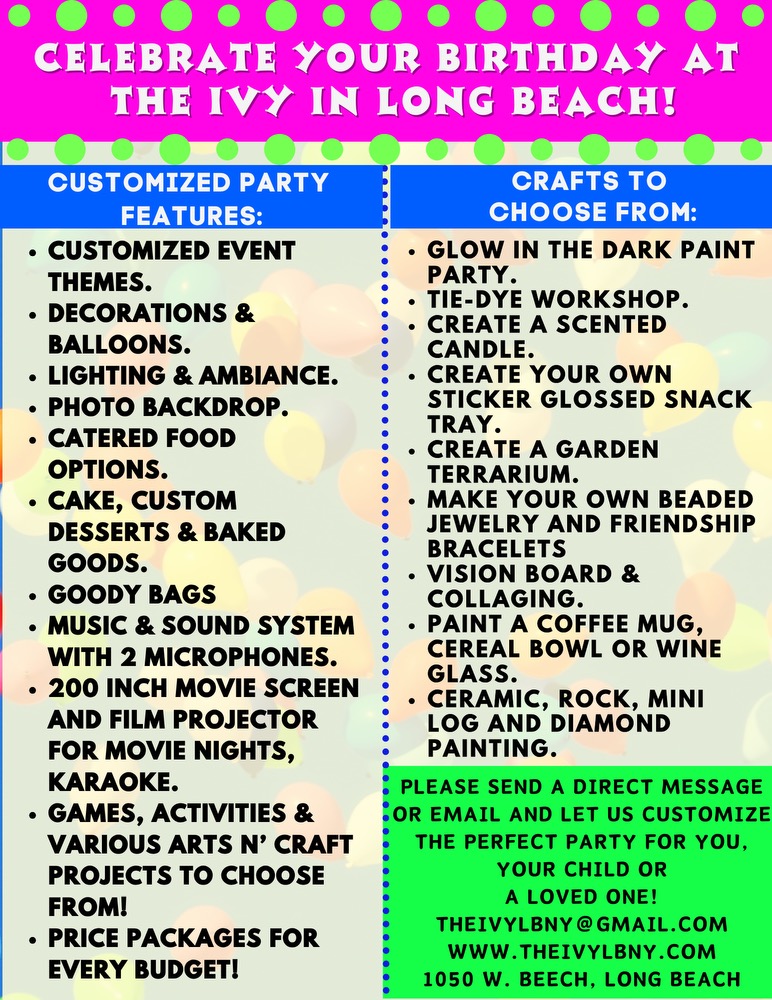 CELEBRATE YOUR BIRTHDAY AT
THE IVY IN LONG BEACH!
CUSTOMIZED PARTY
FEATURES:
• CUSTOMIZED EVENT
THEMES.
• DECORATIONS &
BALLOONS.
• LIGHTING & AMBIANCE.
• PHOTO BACKDROP.
• CATERED FOOD
OPTIONS.
• CAKE, CUSTOM
DESSERTS & BAKED
GOODS.
• GOODY BAGS
• MUSIC & SOUND SYSTEM
WITH 2 MICROPHONES.
• 200 INCH MOVIE SCREEN
AND FILM PROJECTOR
FOR MOVIE NIGHTS,
KARAOKE.
• GAMES, ACTIVITIES &
VARIOUS ARTS N' CRAFT
PROJECTS TO CHOOSE
FROM!
• PRICE PACKAGES FOR
EVERY BUDGET!
CRAFTS TO
CHOOSE FROM:
• GLOW IN THE DARK PAINT
PARTY.
• TIE-DYE WORKSHOP.
• CREATE A SCENTED
CANDLE.
• CREATE YOUR OWN
STICKER GLOSSED SNACK
TRAY.
• CREATE A GARDEN
TERRARIUM.
• MAKE YOUR OWN BEADED
JEWELRY AND FRIENDSHIP
BRACELETS
• VISION BOARD &
COLLAGING.
• PAINT A COFFEE MUG,
CEREAL BOWL OR WINE
GLASS.
• CERAMIC, ROCK, MINI
LOG AND DIAMOND
PAINTING.
PLEASE SEND A DIRECT MESSAGE
OR EMAIL AND LET US CUSTOMIZE
THE PERFECT PARTY FOR YOU,
YOUR CHILD OR
A LOVED ONE!
THEIVYLBNY@GMAIL.COM
WWW.THEIVYLBNY.COM
1050 W. BEECH, LONG BEACH